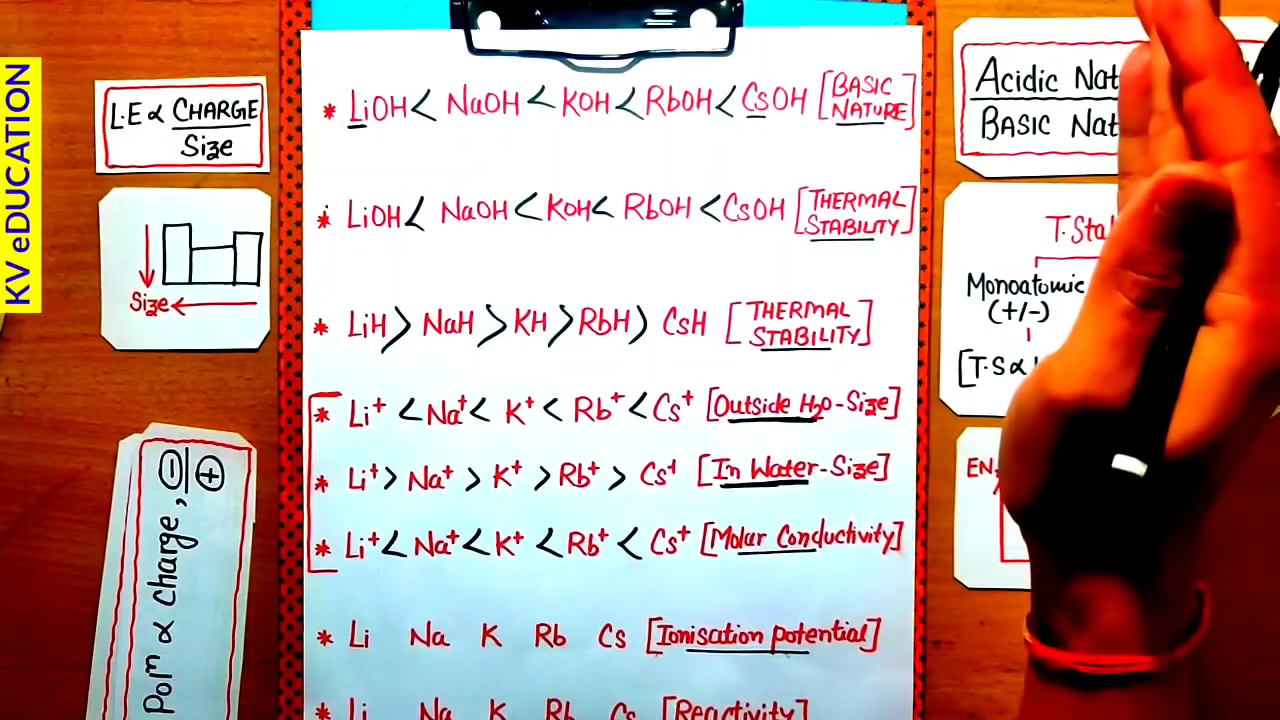 KV eDUCATION
L.E ∝ CHARGE
Size
Size
Polⁿ ∝ charge, ⊖
⊕
* LiOH < NaOH < KOH < RbOH < CsOH [BASIC
NATURE]
* LiOH < NaOH < KOH < RbOH < CsOH [THERMAL
STABILITY]
* LiH > NaH > KH > RbH > CsH [THERMAL
STABILITY]
* Li⁺ < Na⁺ < K⁺ < Rb⁺ < Cs⁺ [Outside H₂O-Size]
* Li⁺ > Na⁺ > K⁺ > Rb⁺ > Cs⁺ [In Water-Size]
* Li⁺ < Na⁺ < K⁺ < Rb⁺ < Cs⁺ [Molar Conductivity]
* Li Na K Rb Cs [Ionisation potential]
* Li Na K Rb Cs [Reactivity]
Acidic Nat
BASIC Nat
T.Sta
Monoatomic
(+/-)
[T.S ∝
EN